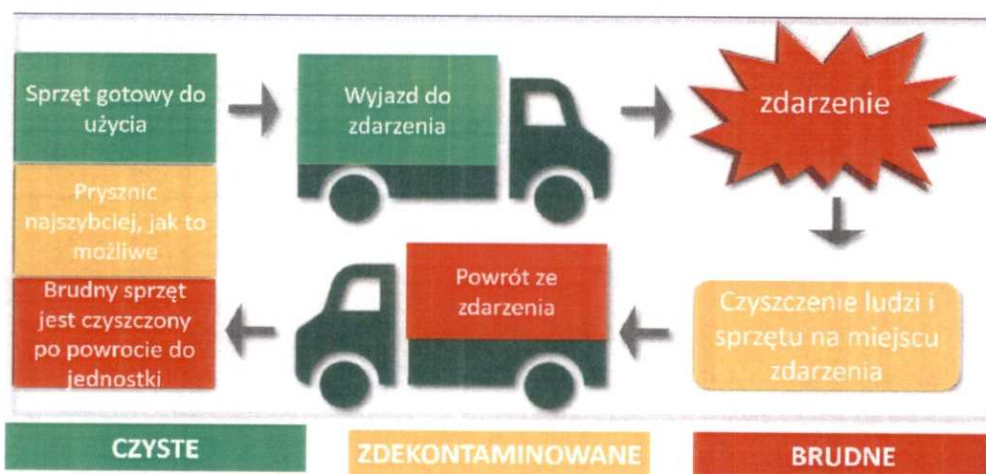 Sprzęt gotowy do
użycia
Wyjazd do
zdarzenia
zdarzenie
Prysznic
najszybciej, jak to
możliwe
Brudny sprzęt
jest czyszczony
po powrocie do
jednostki
Powrót ze
zdarzenia
Czyszczenie ludzi i
sprzętu na miejscu
zdarzenia
CZYSTE
ZDEKONTAMINOWANE
BRUDNE